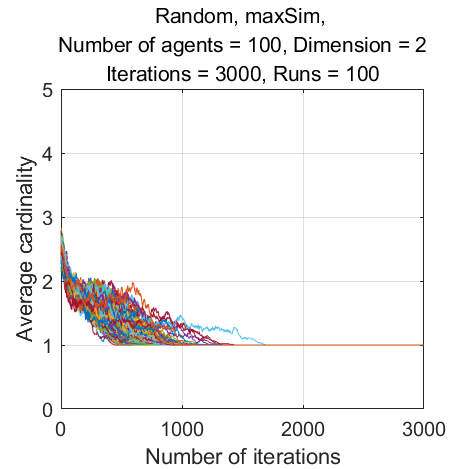 Random, maxSim,
Number of agents = 100, Dimension = 2
Iterations = 3000, Runs = 100
5
4
3
2
1
0
Average cardinality
0 1000 2000 3000
Number of iterations